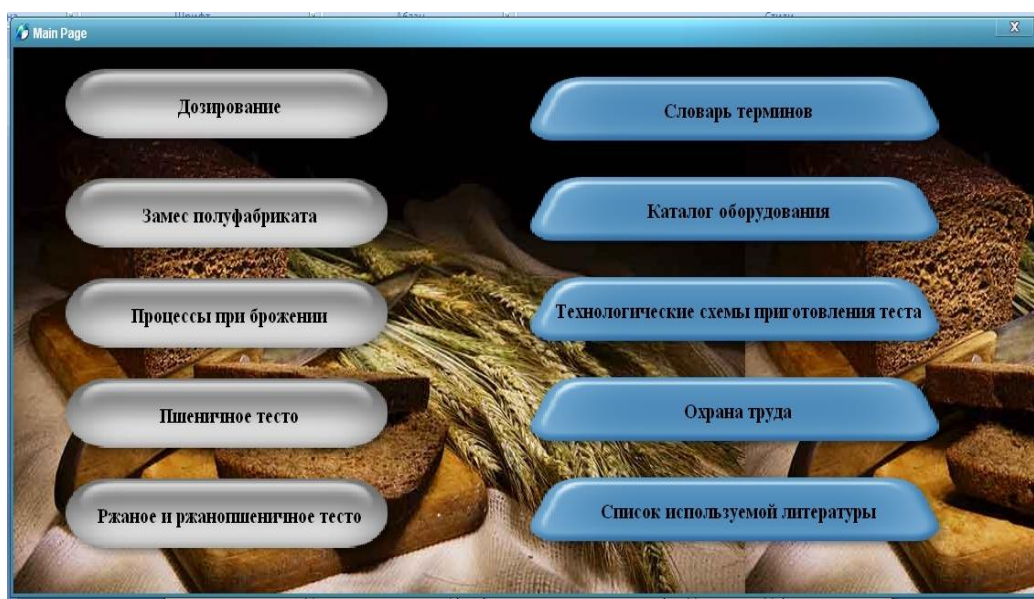 Main Page
X
Дозирование
Замес полуфабриката
Процессы при брожении
Пшеничное тесто
Ржаное и ржанопшеничное тесто
Словарь терминов
Каталог оборудования
Технологические схемы приготовления теста
Охрана труда
Список используемой литературы